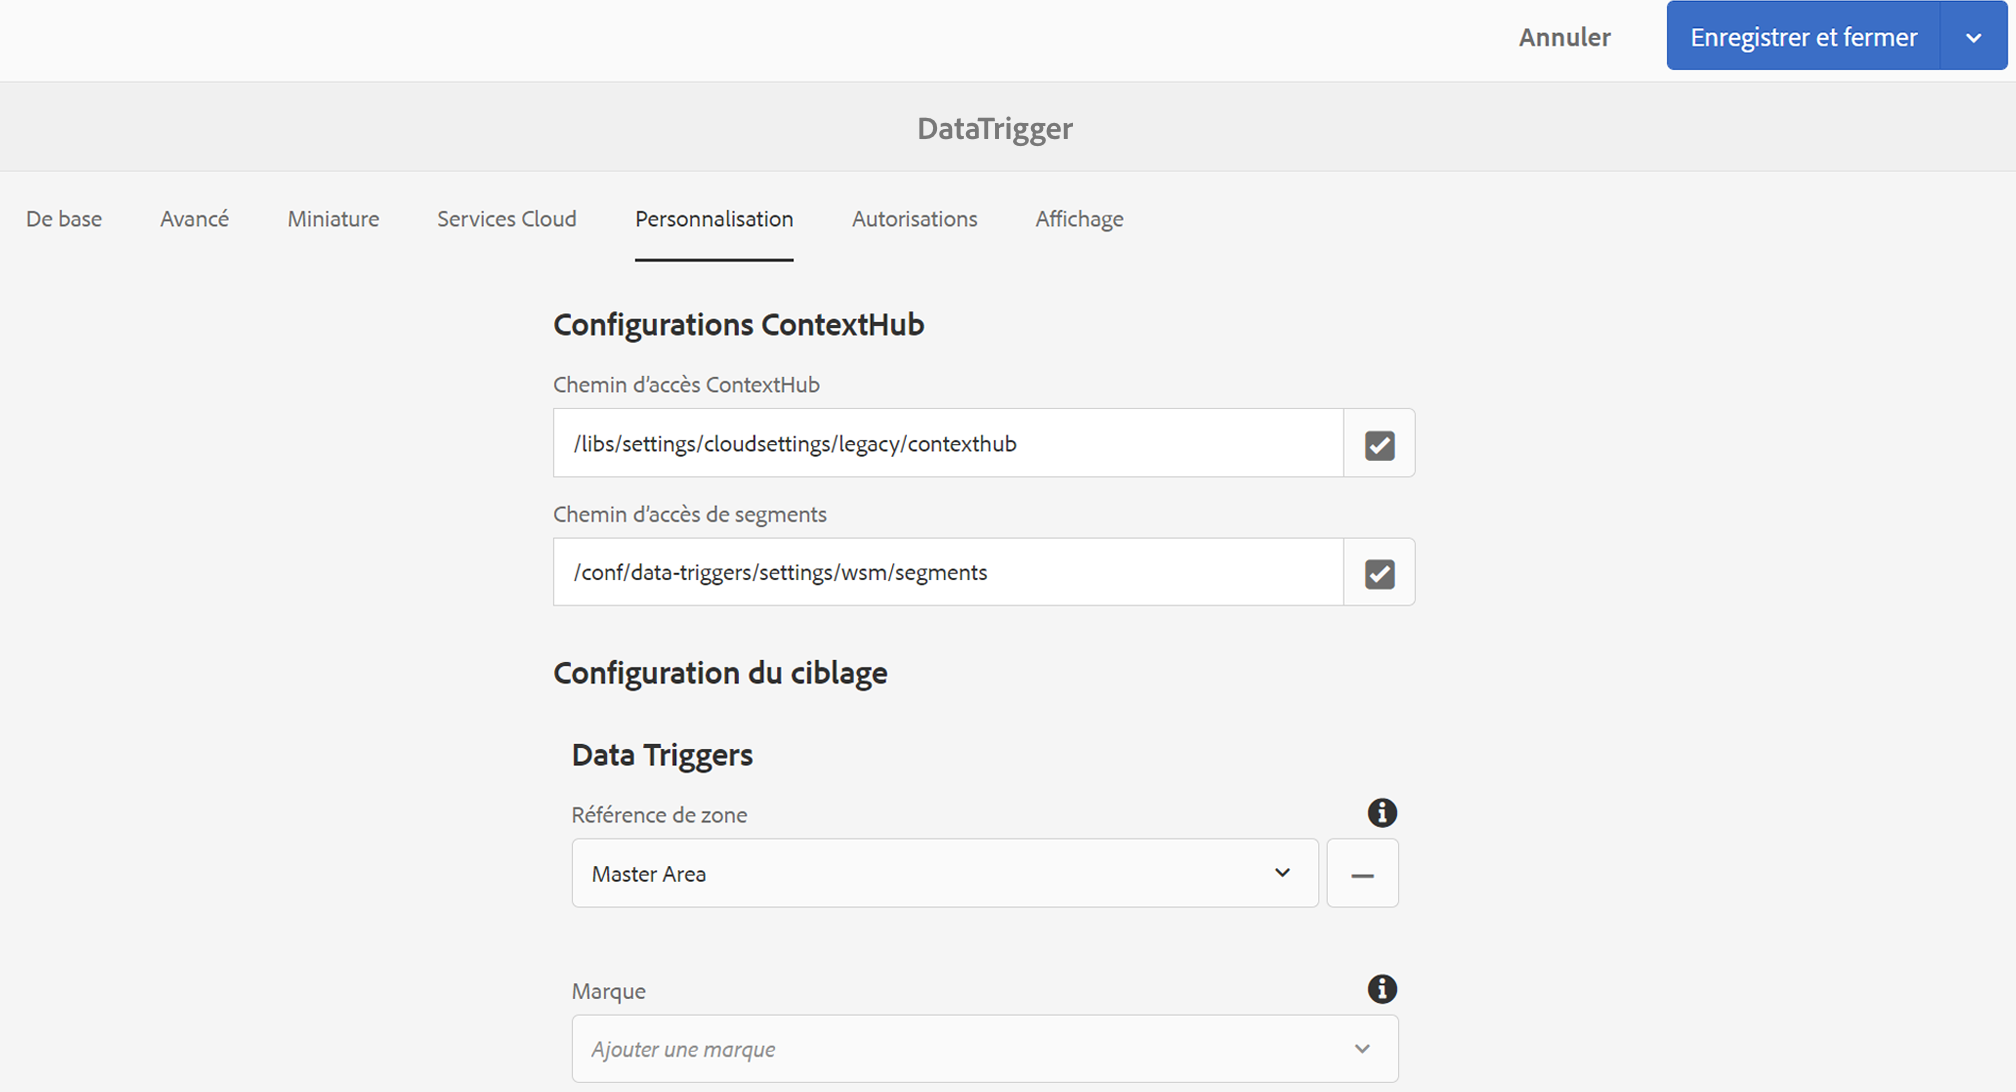 Annuler
Enregistrer et fermer
DataTrigger
De base
Avancé
Miniature
Services Cloud
Personnalisation
Autorisations
Affichage
Configurations ContextHub
Chemin d’accès ContextHub
/libs/settings/cloudsettings/legacy/contexthub
Chemin d’accès de segments
/conf/data-triggers/settings/wsm/segments
Configuration du ciblage
Data Triggers
Référence de zone
Master Area
Marque
Ajouter une marque